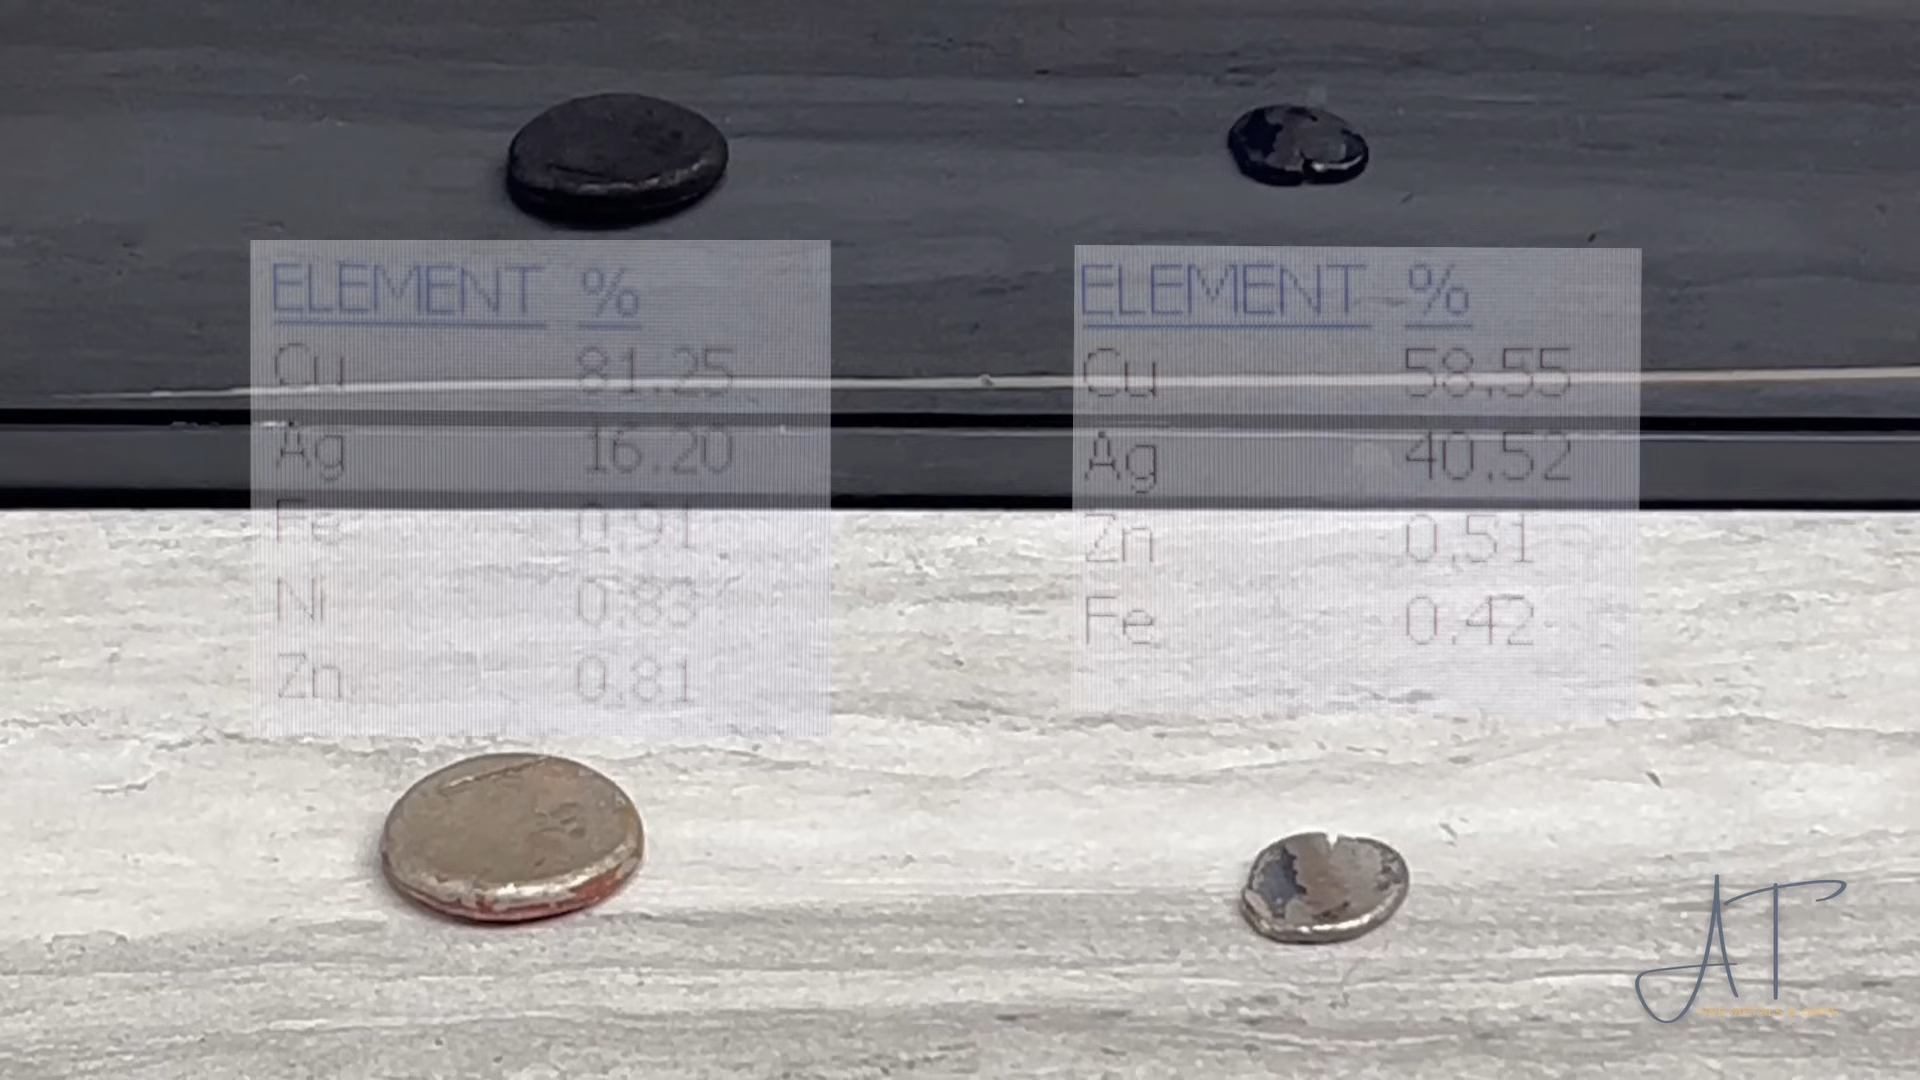 ELEMENT %
Cu 81.25
Ag 16.20
Fe 0.91
Ni 0.83
Zn 0.81
ELEMENT %
Cu 58.55
Ag 40.52
Zn 0.51
Fe 0.42
AT